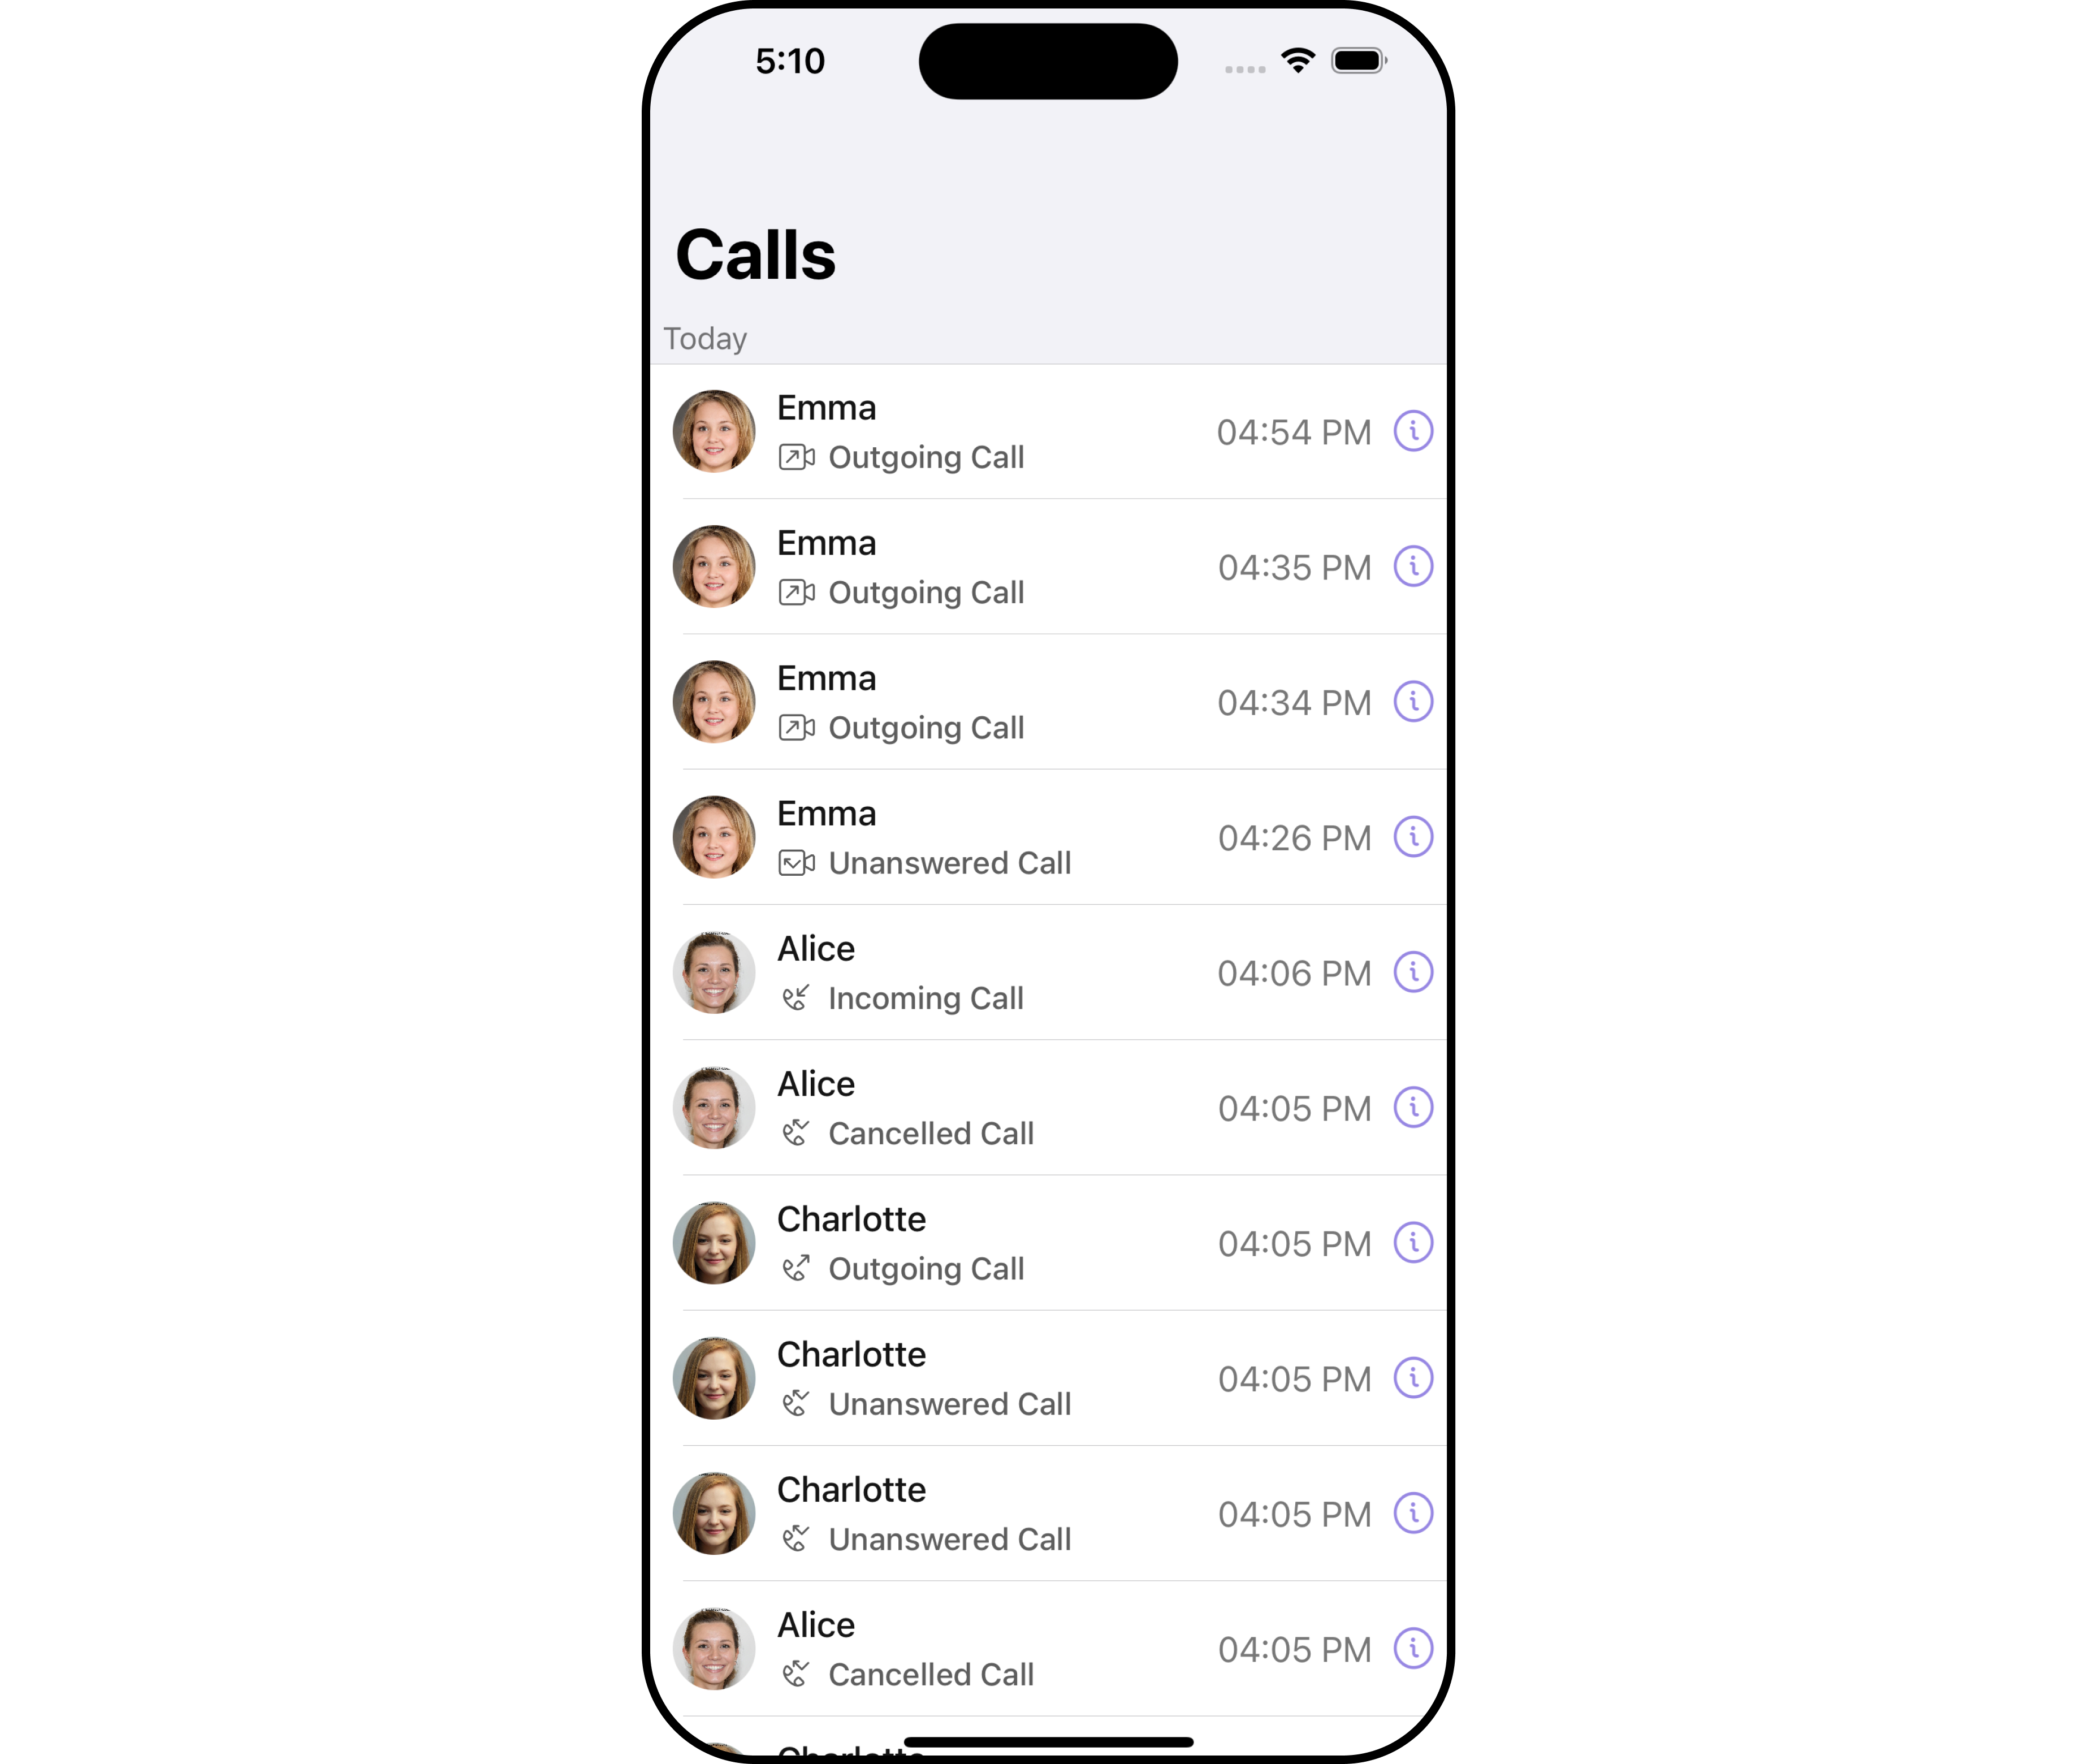 5:10
Calls
Today
Emma
04:54 PM
Outgoing Call
Emma
04:35 PM
Outgoing Call
Emma
04:34 PM
Outgoing Call
Emma
04:26 PM
Unanswered Call
Alice
04:06 PM
Incoming Call
Alice
04:05 PM
Cancelled Call
Charlotte
04:05 PM
Outgoing Call
Charlotte
04:05 PM
Unanswered Call
Charlotte
04:05 PM
Unanswered Call
Alice
04:05 PM
Cancelled Call
Charlotte